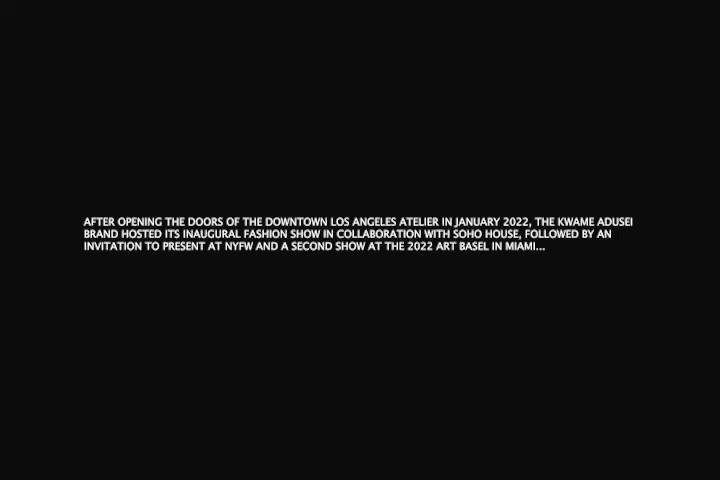 AFTER OPENING THE DOORS OF THE DOWNTOWN LOS ANGELES ATELIER IN JANUARY 2022, THE KWAME ADUSEI
BRAND HOSTED ITS INAUGURAL FASHION SHOW IN COLLABORATION WITH SOHO HOUSE, FOLLOWED BY AN
INVITATION TO PRESENT AT NYFW AND A SECOND SHOW AT THE 2022 ART BASEL IN MIAMI...